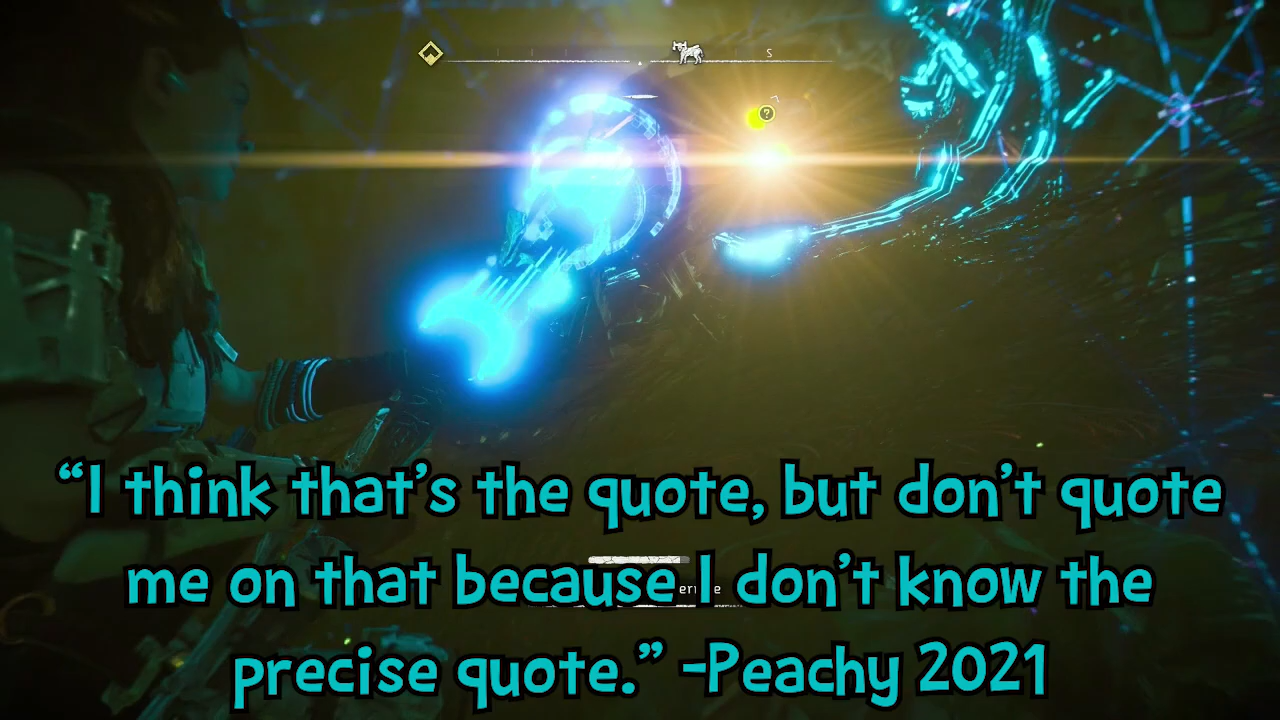 S
?
“I think that’s the quote, but don’t quote
me on that because I don’t know the
precise quote.” -Peachy 2021